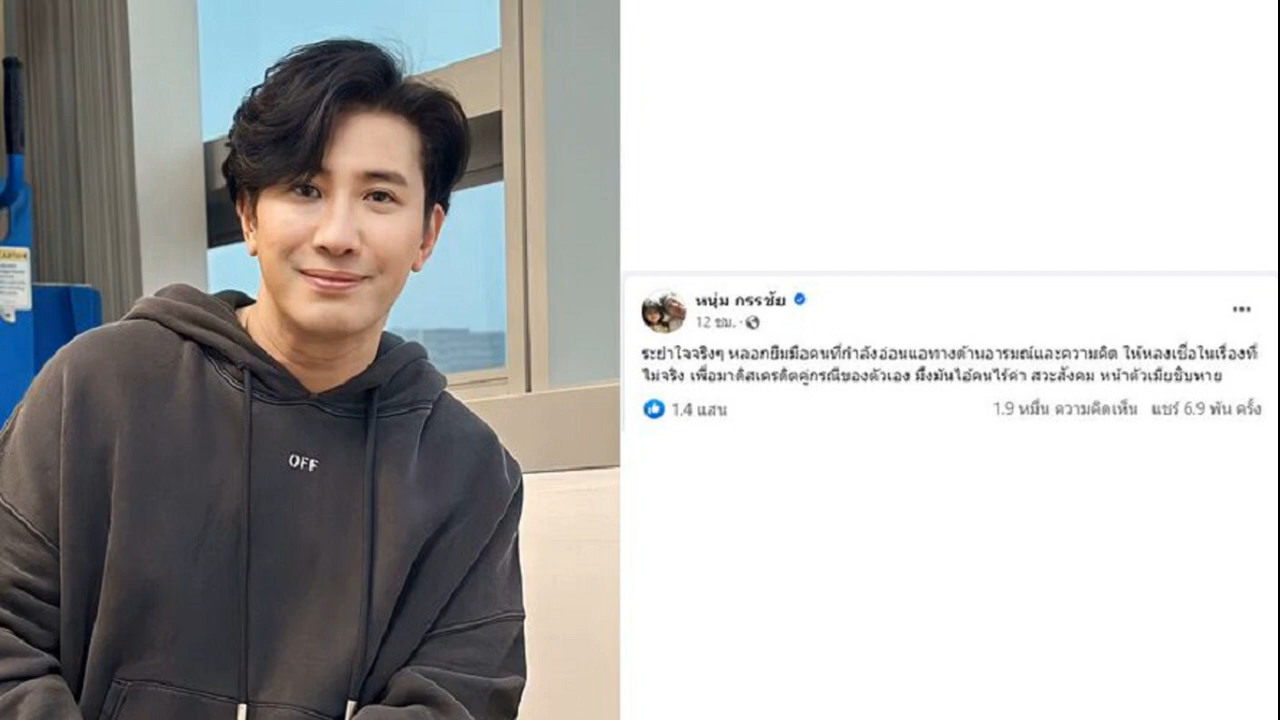 OFF
หนุ่ม กรรชัย
12 ชม.
ระยำใจจริงๆ หลอกยืมมือคนที่กำลังอ่อนแอทางด้านอารมณ์และความคิด ให้หลงเชื่อในเรื่องที่
ไม่จริง เพื่อมาดิสเครดิตคู่กรณีของตัวเอง มึงมันไอ้คนไร้ค่า สวะสังคม หน้าตัวเมียชิบหาย
1.4 แสน
1.9 หมื่น ความคิดเห็น แชร์ 6.9 พัน ครั้ง